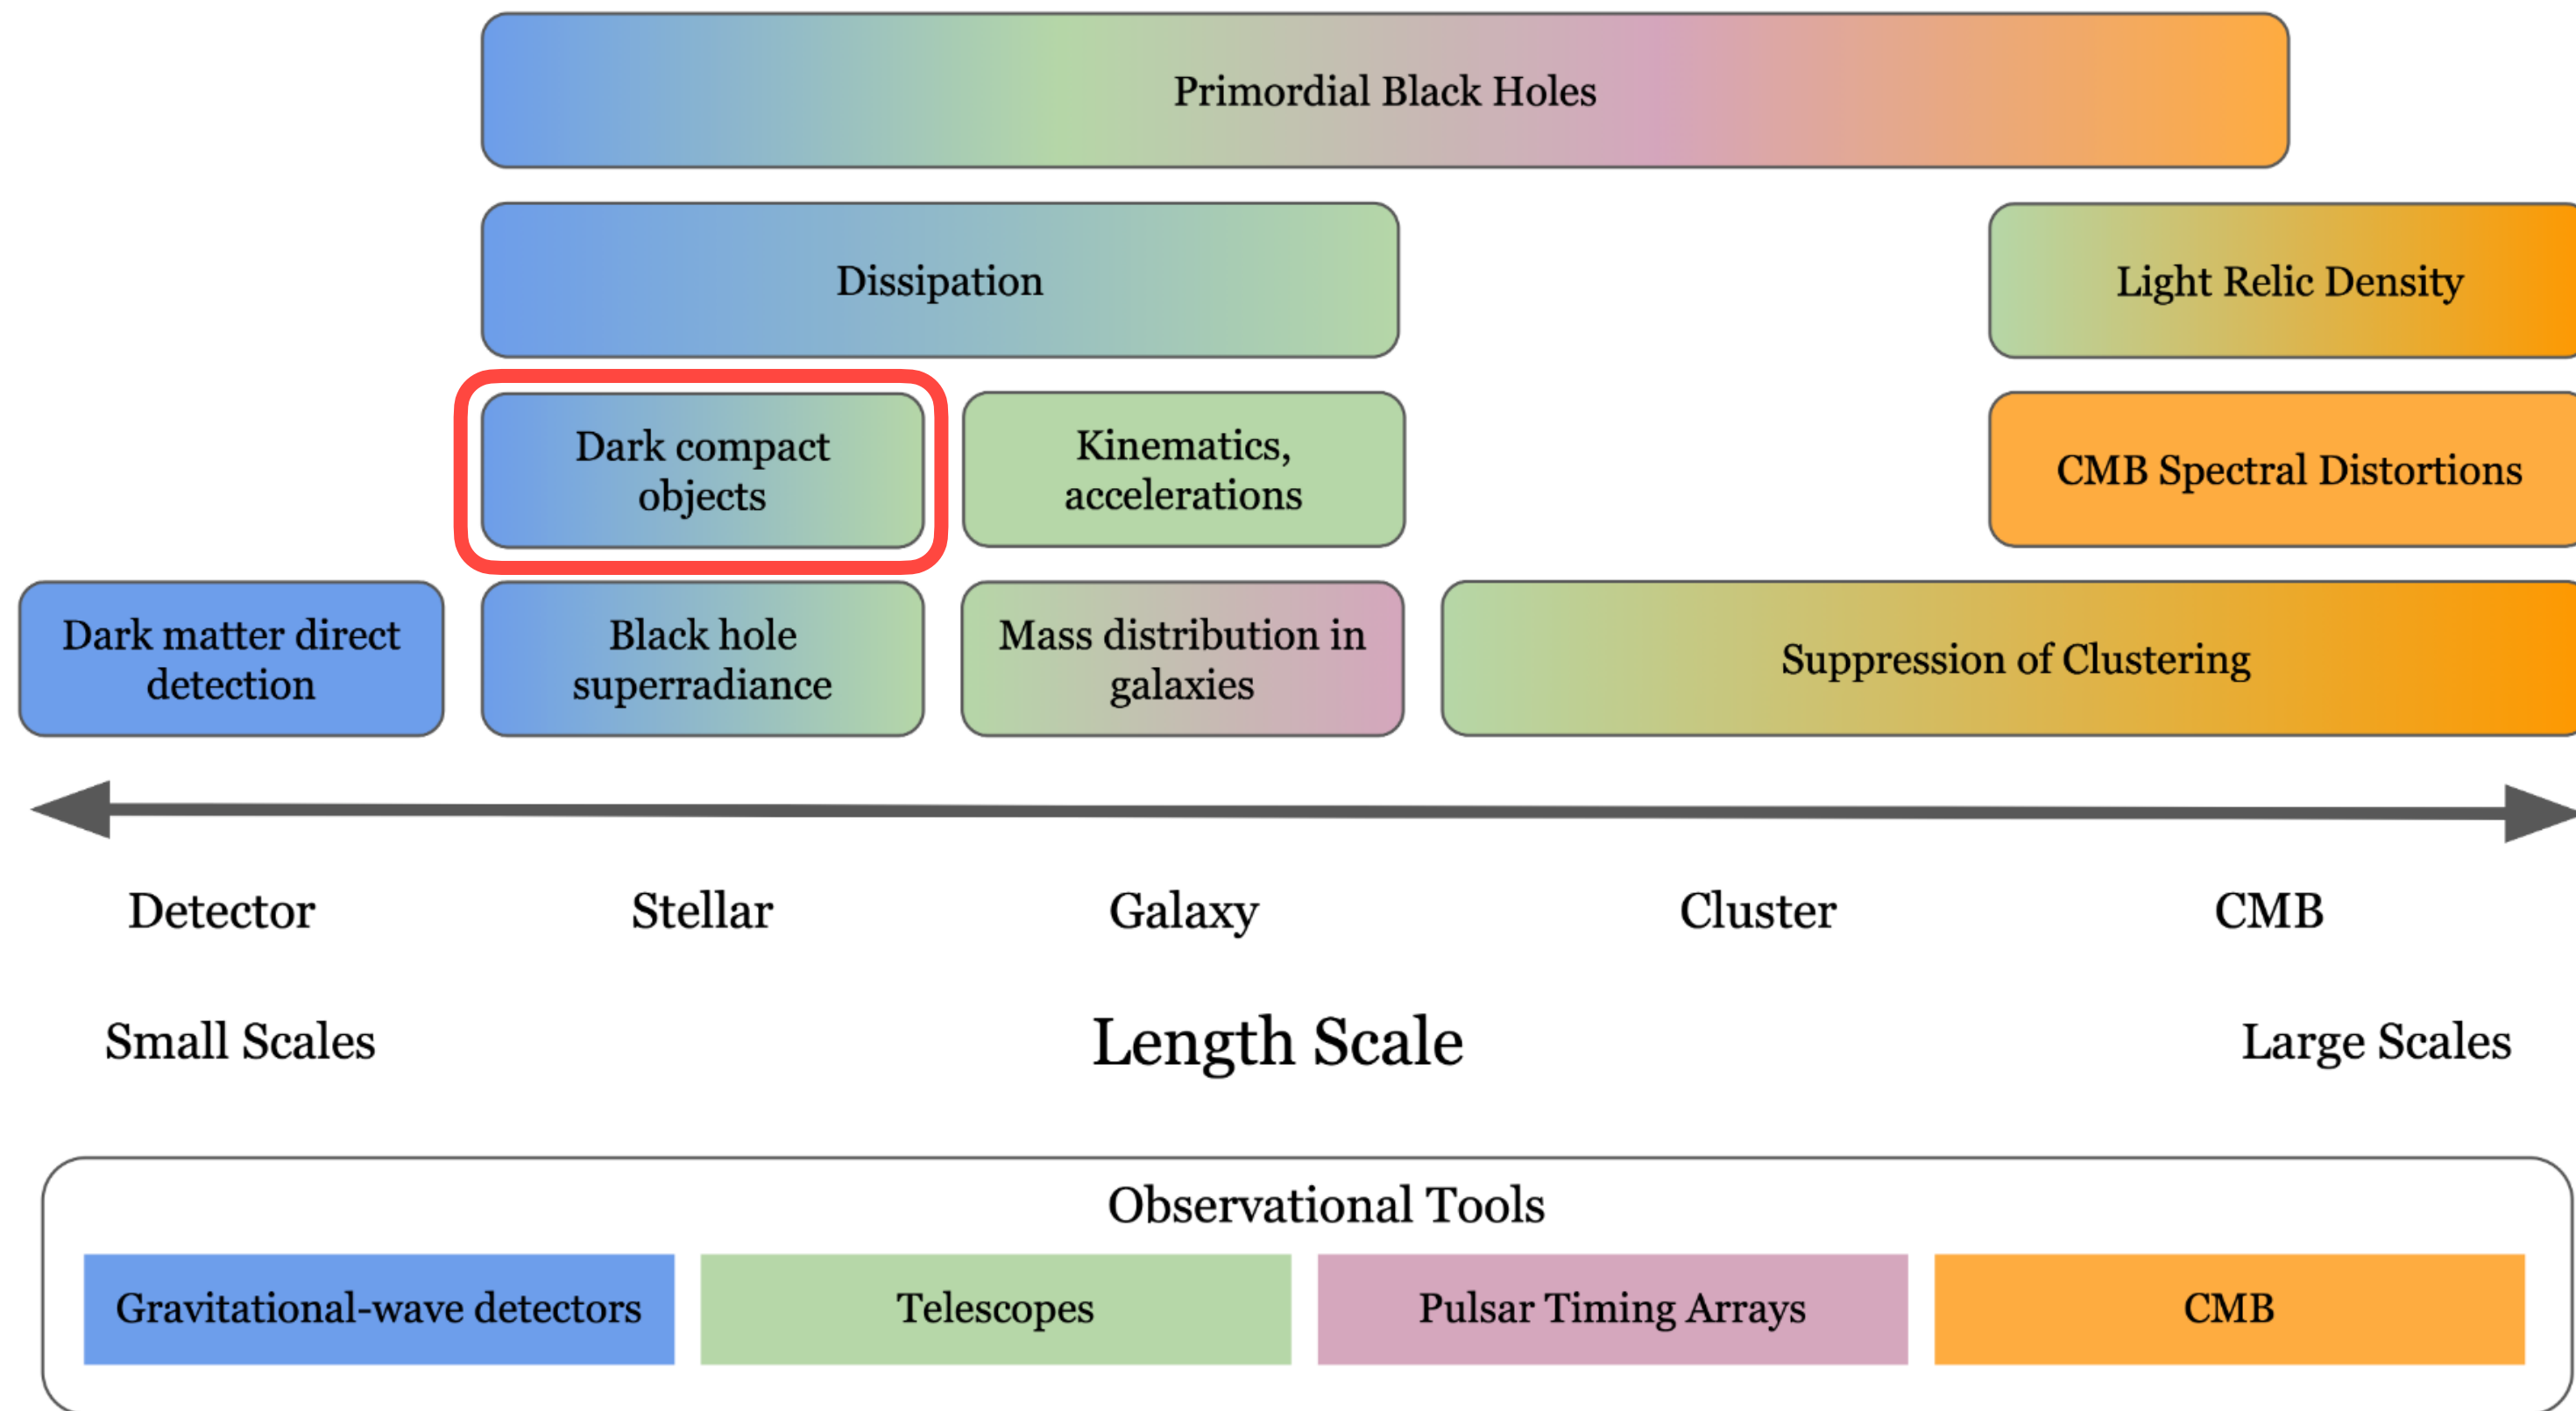 Primordial Black Holes
Dissipation
Light Relic Density
Dark compact
objects
Kinematics,
accelerations
CMB Spectral Distortions
Dark matter direct
detection
Black hole
superradiance
Mass distribution in
galaxies
Suppression of Clustering
Detector
Stellar
Galaxy
Cluster
CMB
Small Scales
Length Scale
Large Scales
Observational Tools
Gravitational-wave detectors
Telescopes
Pulsar Timing Arrays
CMB